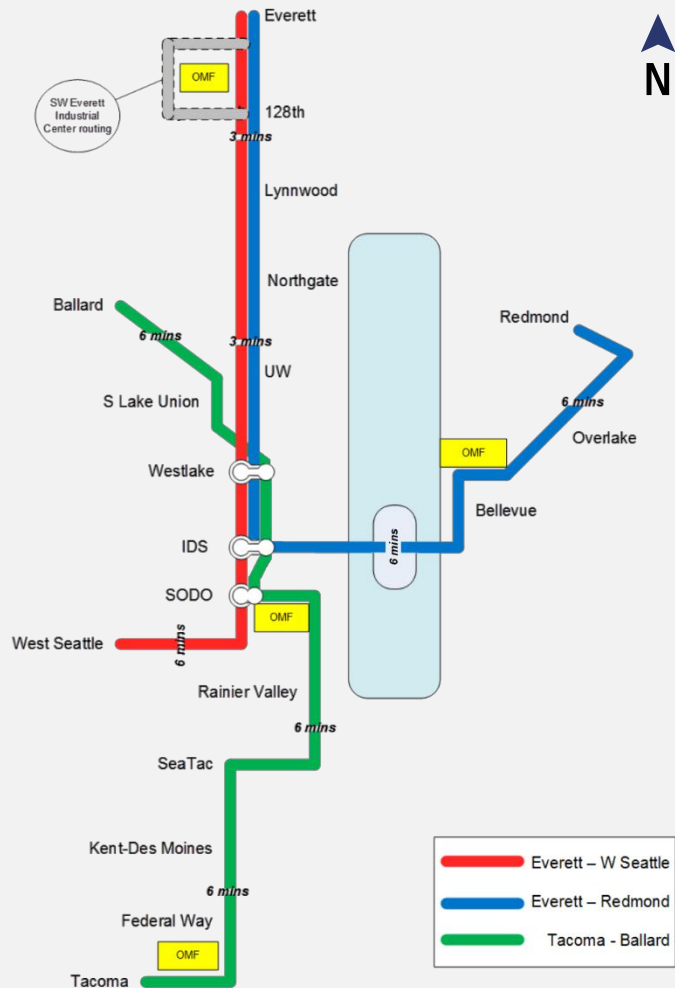 Everett
N
OMF
SW Everett
Industrial
Center routing
128th
3 mins
Lynnwood
Northgate
Ballard
Redmond
6 mins
3 mins
UW
S Lake Union
6 mins
Overlake
OMF
Westlake
Bellevue
IDS
6 mins
SODO
OMF
West Seattle
6 mins
Rainier Valley
6 mins
SeaTac
Kent-Des Moines
6 mins
Federal Way
OMF
Tacoma
Everett – W Seattle
Everett – Redmond
Tacoma - Ballard